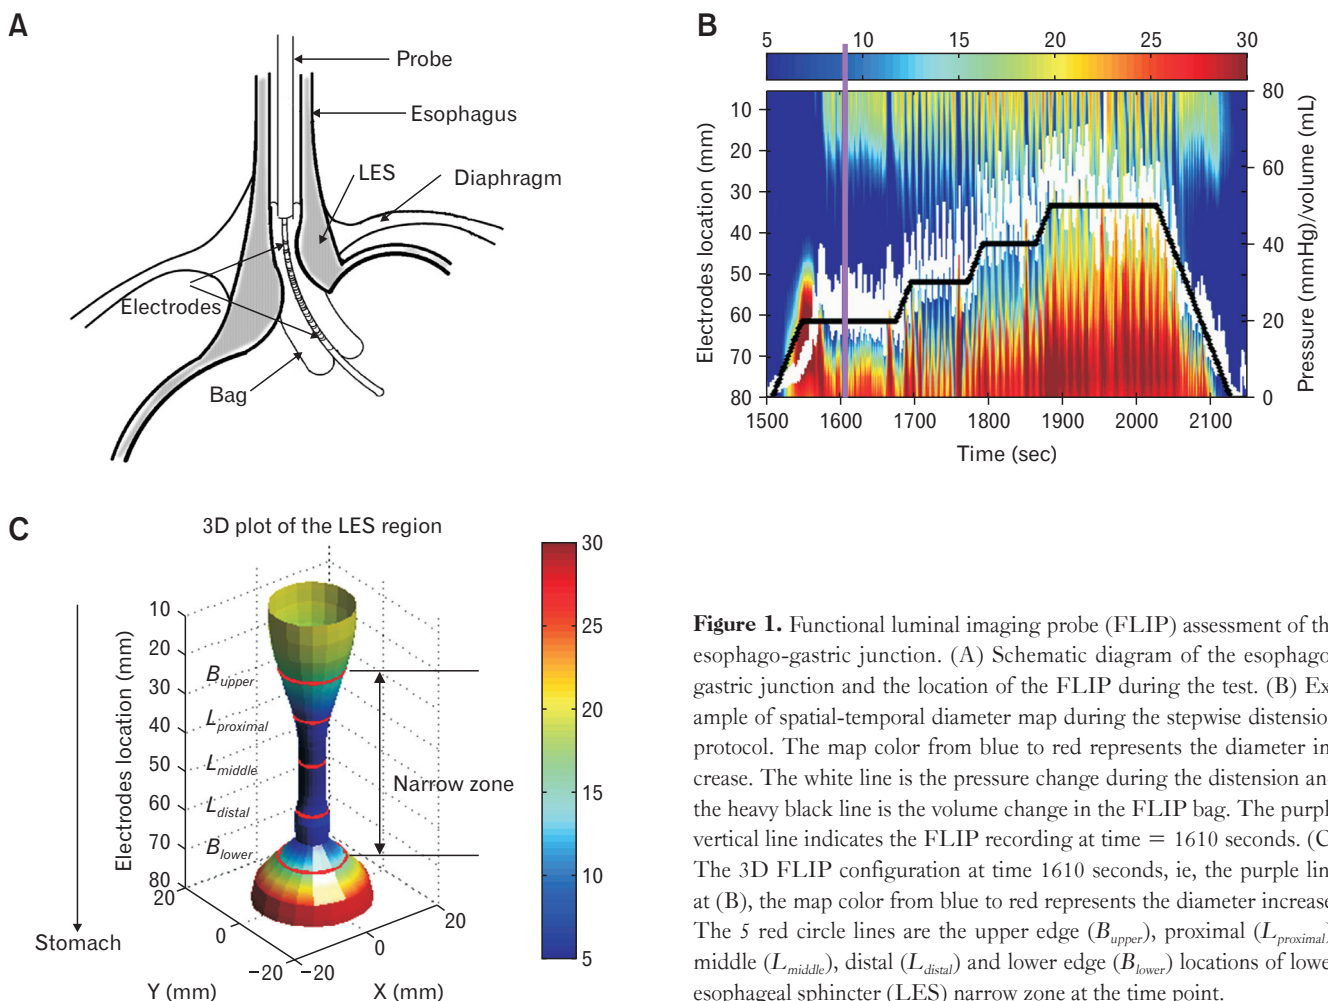 A
Probe
Esophagus
LES
Diaphragm
Electrodes
Bag
B
5 10 15 20 25 30
10
20
30
40
50
60
70
80
Electrodes location (mm)
80
60
40
20
0
Pressure (mmHg)/volume (mL)
1500 1600 1700 1800 1900 2000 2100
Time (sec)
C
3D plot of the LES region
10
20
30
40
50
60
70
80
Electrodes location (mm)
B_upper
L_proximal
L_middle
L_distal
B_lower
Narrow zone
Stomach
20
0
-20
Y (mm)
-20
0
20
X (mm)
30
25
20
15
10
5
Figure 1. Functional luminal imaging probe (FLIP) assessment of th
esophago-gastric junction. (A) Schematic diagram of the esophago
gastric junction and the location of the FLIP during the test. (B) Ex
ample of spatial-temporal diameter map during the stepwise distensio
protocol. The map color from blue to red represents the diameter in
crease. The white line is the pressure change during the distension an
the heavy black line is the volume change in the FLIP bag. The purpl
vertical line indicates the FLIP recording at time = 1610 seconds. (C
The 3D FLIP configuration at time 1610 seconds, ie, the purple lin
at (B), the map color from blue to red represents the diameter increase
The 5 red circle lines are the upper edge (B_upper), proximal (L_proximal)
middle (L_middle), distal (L_distal) and lower edge (B_lower) locations of lowe
esophageal sphincter (LES) narrow zone at the time point.